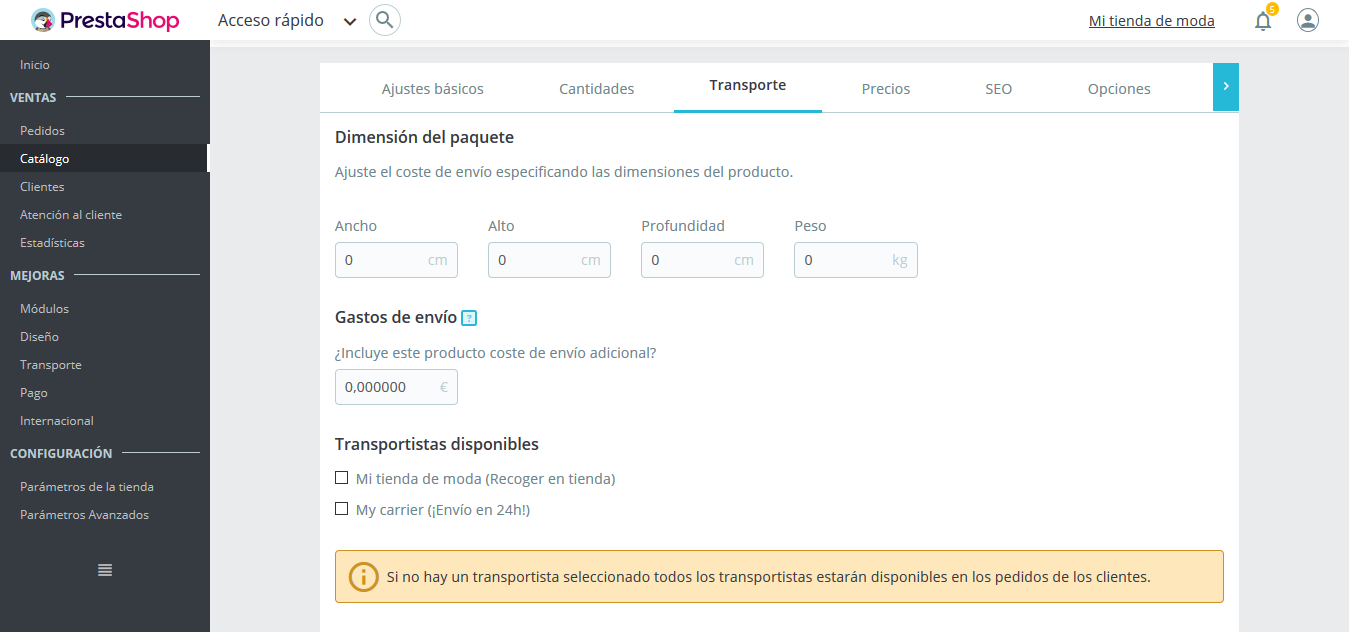 PrestaShop
Acceso rápido
Mi tienda de moda
5
Inicio
VENTAS
Pedidos
Catálogo
Clientes
Atención al cliente
Estadísticas
MEJORAS
Módulos
Diseño
Transporte
Pago
Internacional
CONFIGURACIÓN
Parámetros de la tienda
Parámetros Avanzados
Ajustes básicos
Cantidades
Transporte
Precios
SEO
Opciones
Dimensión del paquete
Ajuste el coste de envío especificando las dimensiones del producto.
Ancho Alto Profundidad Peso
0 cm 0 cm 0 cm 0 kg
Gastos de envío ?
¿Incluye este producto coste de envío adicional?
0,000000 €
Transportistas disponibles
Mi tienda de moda (Recoger en tienda)
My carrier (¡Envío en 24h!)
Si no hay un transportista seleccionado todos los transportistas estarán disponibles en los pedidos de los clientes.